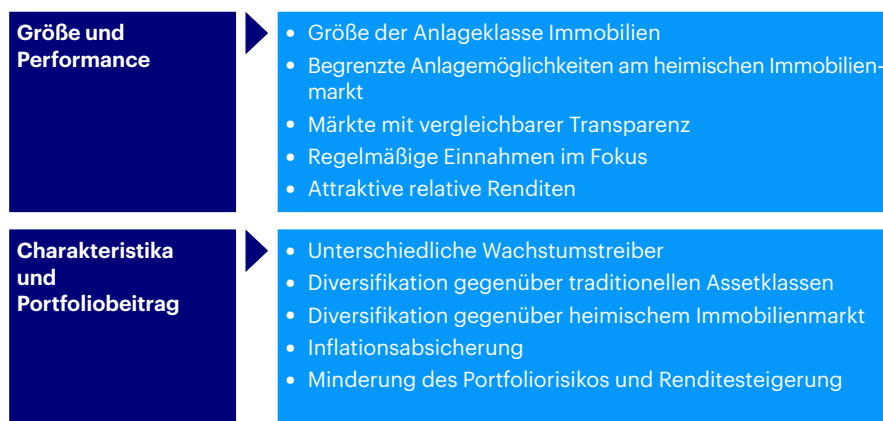 Größe und
Performance
• Größe der Anlageklasse Immobilien
• Begrenzte Anlagemöglichkeiten am heimischen Immobilien-
markt
• Märkte mit vergleichbarer Transparenz
• Regelmäßige Einnahmen im Fokus
• Attraktive relative Renditen
Charakteristika
und
Portfoliobeitrag
• Unterschiedliche Wachstumstreiber
• Diversifikation gegenüber traditionellen Assetklassen
• Diversifikation gegenüber heimischem Immobilienmarkt
• Inflationsabsicherung
• Minderung des Portfoliorisikos und Renditesteigerung